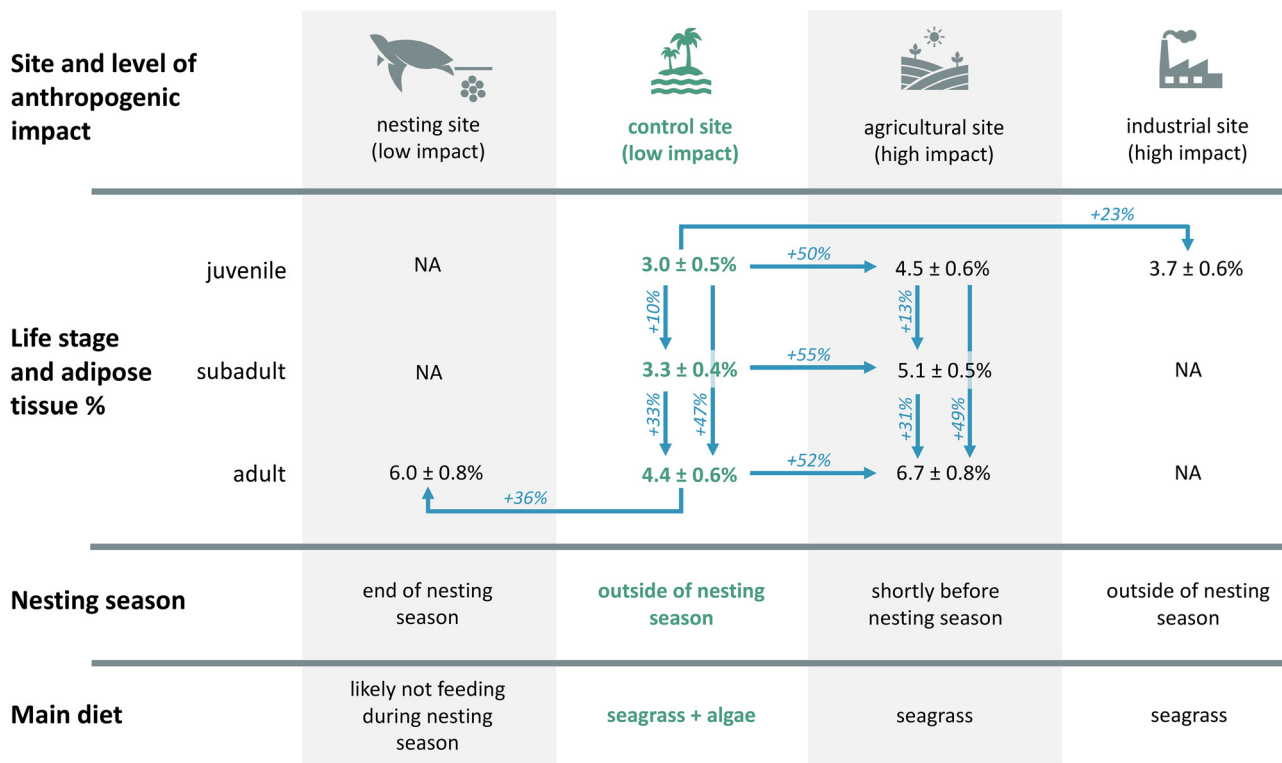 Site and level of
anthropogenic
impact
nesting site
(low impact)
control site
(low impact)
agricultural site
(high impact)
industrial site
(high impact)
+23%
Life stage
and adipose
tissue %
juvenile
NA
3.0 ± 0.5%
+50%
4.5 ± 0.6%
3.7 ± 0.6%
+10%
+13%
subadult
NA
3.3 ± 0.4%
+55%
5.1 ± 0.5%
NA
+33%
+47%
+31%
+49%
adult
6.0 ± 0.8%
4.4 ± 0.6%
+52%
6.7 ± 0.8%
NA
+36%
Nesting season
end of nesting
season
outside of nesting
season
shortly before
nesting season
outside of nesting
season
Main diet
likely not feeding
during nesting
season
seagrass + algae
seagrass
seagrass